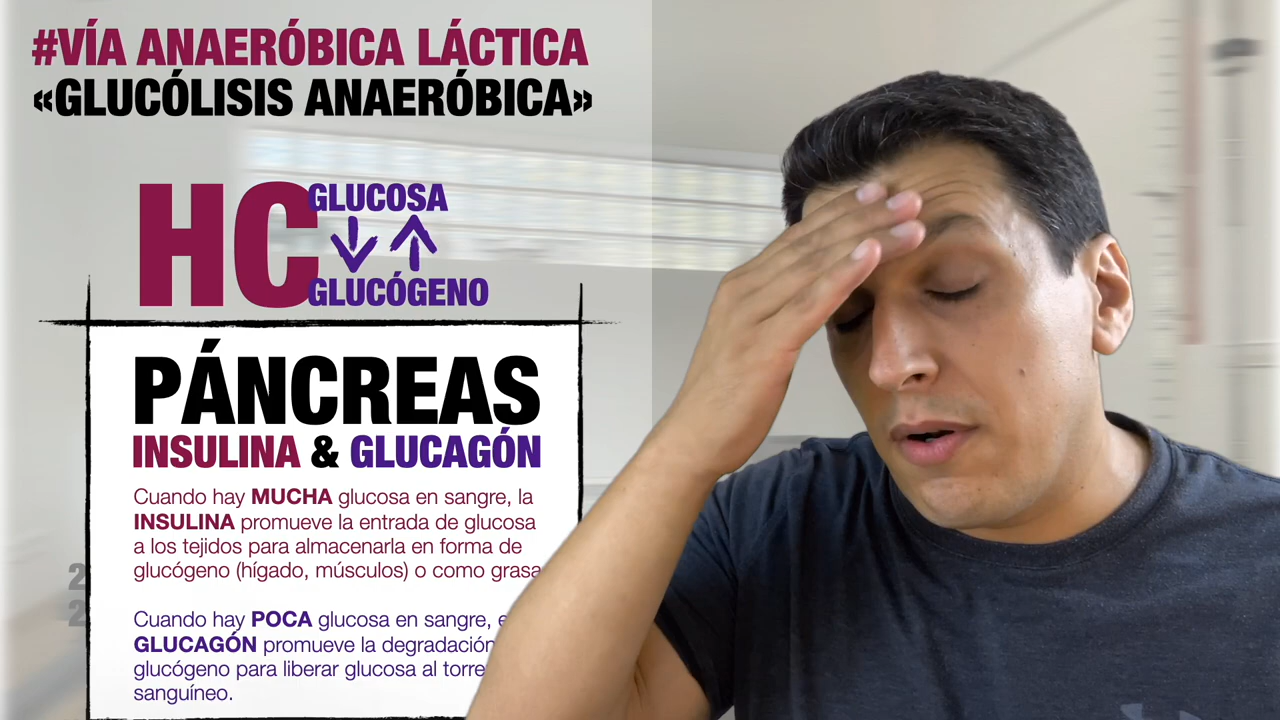 #VÍA ANAERÓBICA LÁCTICA
«GLUCÓLISIS ANAERÓBICA»
HC
GLUCOSA
GLUCÓGENO
PÁNCREAS
INSULINA & GLUCAGÓN
Cuando hay MUCHA glucosa en sangre, la
INSULINA promueve la entrada de glucosa
a los tejidos para almacenarla en forma de
glucógeno (hígado, músculos) o como grasa
Cuando hay POCA glucosa en sangre,
GLUCAGÓN promueve la degradación
glucógeno para liberar glucosa al
sanguíneo.
2
2